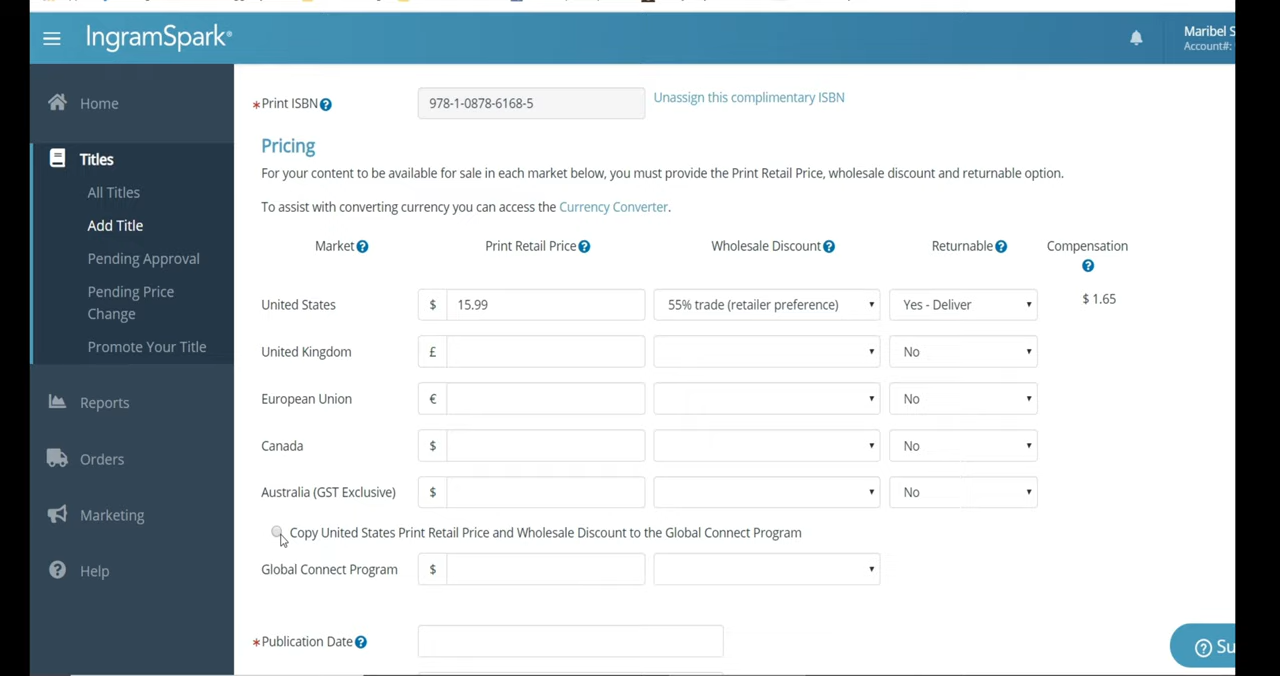 IngramSpark®
Maribel S
Account#:
Home
Titles
All Titles
Add Title
Pending Approval
Pending Price
Change
Promote Your Title
Reports
Orders
Marketing
Help
*Print ISBN ?
978-1-0878-6168-5
Unassign this complimentary ISBN
Pricing
For your content to be available for sale in each market below, you must provide the Print Retail Price, wholesale discount and returnable option.
To assist with converting currency you can access the Currency Converter.
Market ? Print Retail Price ? Wholesale Discount ? Returnable ? Compensation ?
United States $ 15.99 55% trade (retailer preference) Yes - Deliver $ 1.65
United Kingdom £ No
European Union € No
Canada $ No
Australia (GST Exclusive) $ No
Copy United States Print Retail Price and Wholesale Discount to the Global Connect Program
Global Connect Program $
*Publication Date ?
? Su